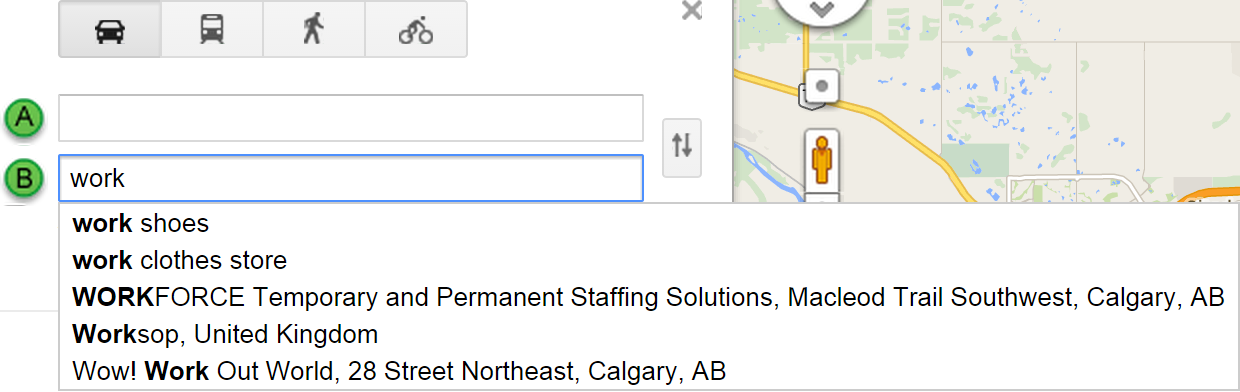 A
B
work
work shoes
work clothes store
WORKFORCE Temporary and Permanent Staffing Solutions, Macleod Trail Southwest, Calgary, AB
Worksop, United Kingdom
Wow! Work Out World, 28 Street Northeast, Calgary, AB